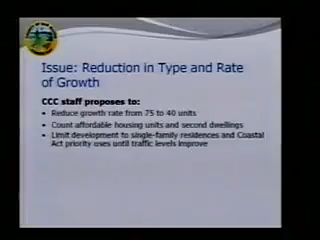 Issue: Reduction in Type and Rate
of Growth
CCC staff proposes to:
• Reduce growth rate from 75 to 40 units
• Count affordable housing units and second dwellings
• Limit development to single-family residences and Coastal
Act priority uses until traffic levels improve